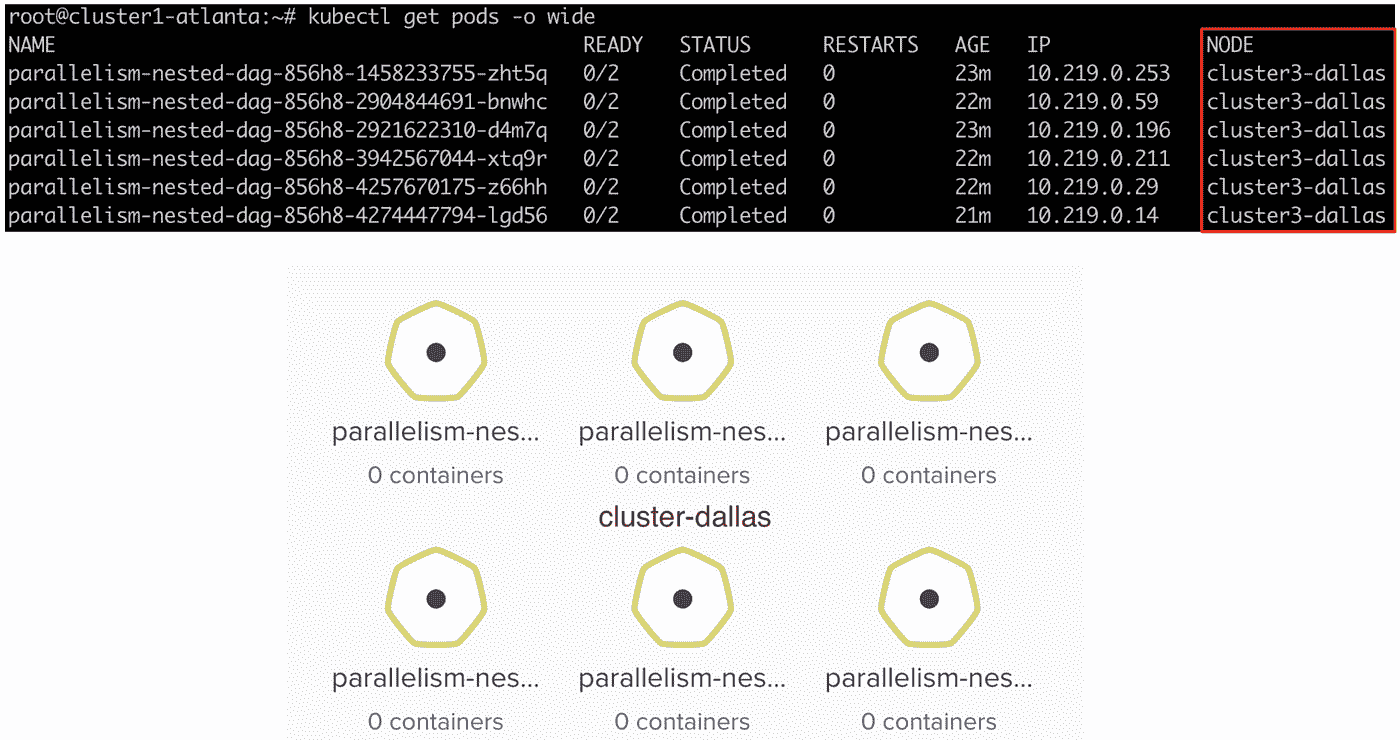 root@cluster1-atlanta:~# kubectl get pods -o wide
NAME READY STATUS RESTARTS AGE IP NODE
parallelism-nested-dag-856h8-1458233755-zht5q 0/2 Completed 0 23m 10.219.0.253 cluster3-dallas
parallelism-nested-dag-856h8-2904844691-bnwhc 0/2 Completed 0 22m 10.219.0.59 cluster3-dallas
parallelism-nested-dag-856h8-2921622310-d4m7q 0/2 Completed 0 23m 10.219.0.196 cluster3-dallas
parallelism-nested-dag-856h8-3942567044-xtq9r 0/2 Completed 0 22m 10.219.0.211 cluster3-dallas
parallelism-nested-dag-856h8-4257670175-z66hh 0/2 Completed 0 22m 10.219.0.29 cluster3-dallas
parallelism-nested-dag-856h8-4274447794-lgd56 0/2 Completed 0 21m 10.219.0.14 cluster3-dallas
parallelism-nes... parallelism-nes... parallelism-nes...
0 containers 0 containers 0 containers
cluster-dallas
parallelism-nes... parallelism-nes... parallelism-nes...
0 containers 0 containers 0 containers